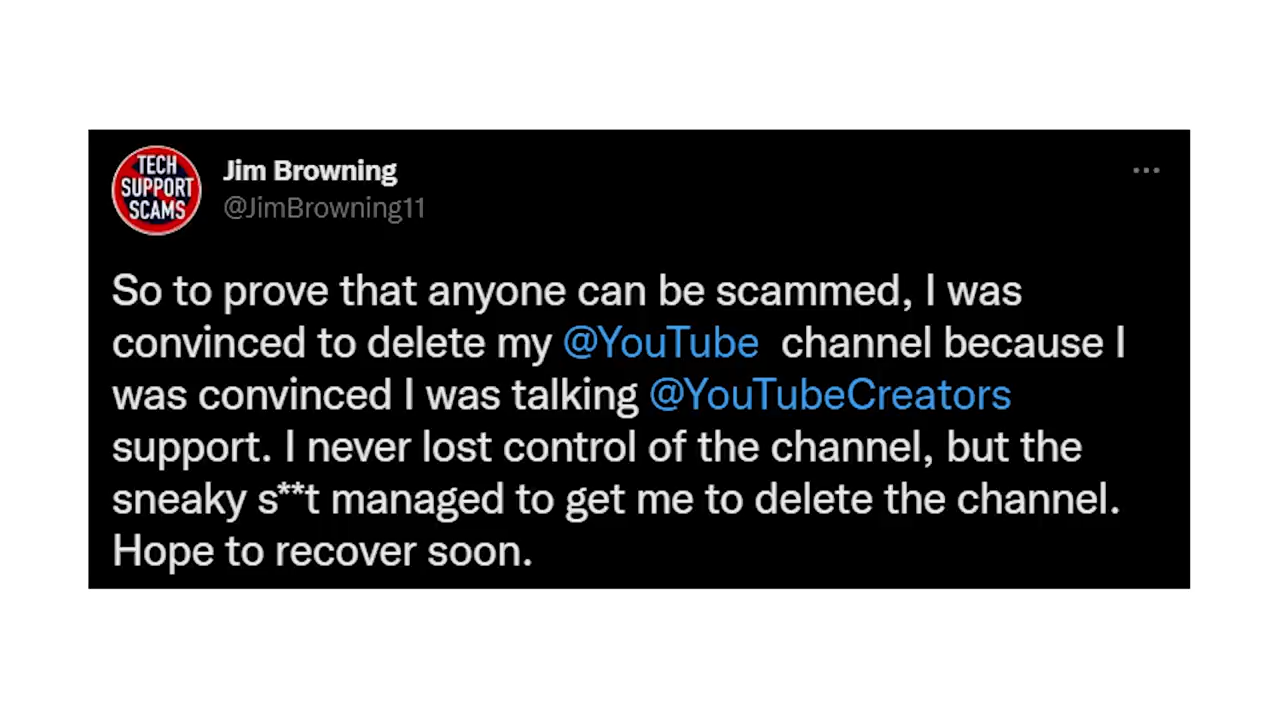 TECH
SUPPORT
SCAMS
Jim Browning
@JimBrowning11
So to prove that anyone can be scammed, I was
convinced to delete my @YouTube channel because I
was convinced I was talking @YouTubeCreators
support. I never lost control of the channel, but the
sneaky s**t managed to get me to delete the channel.
Hope to recover soon.